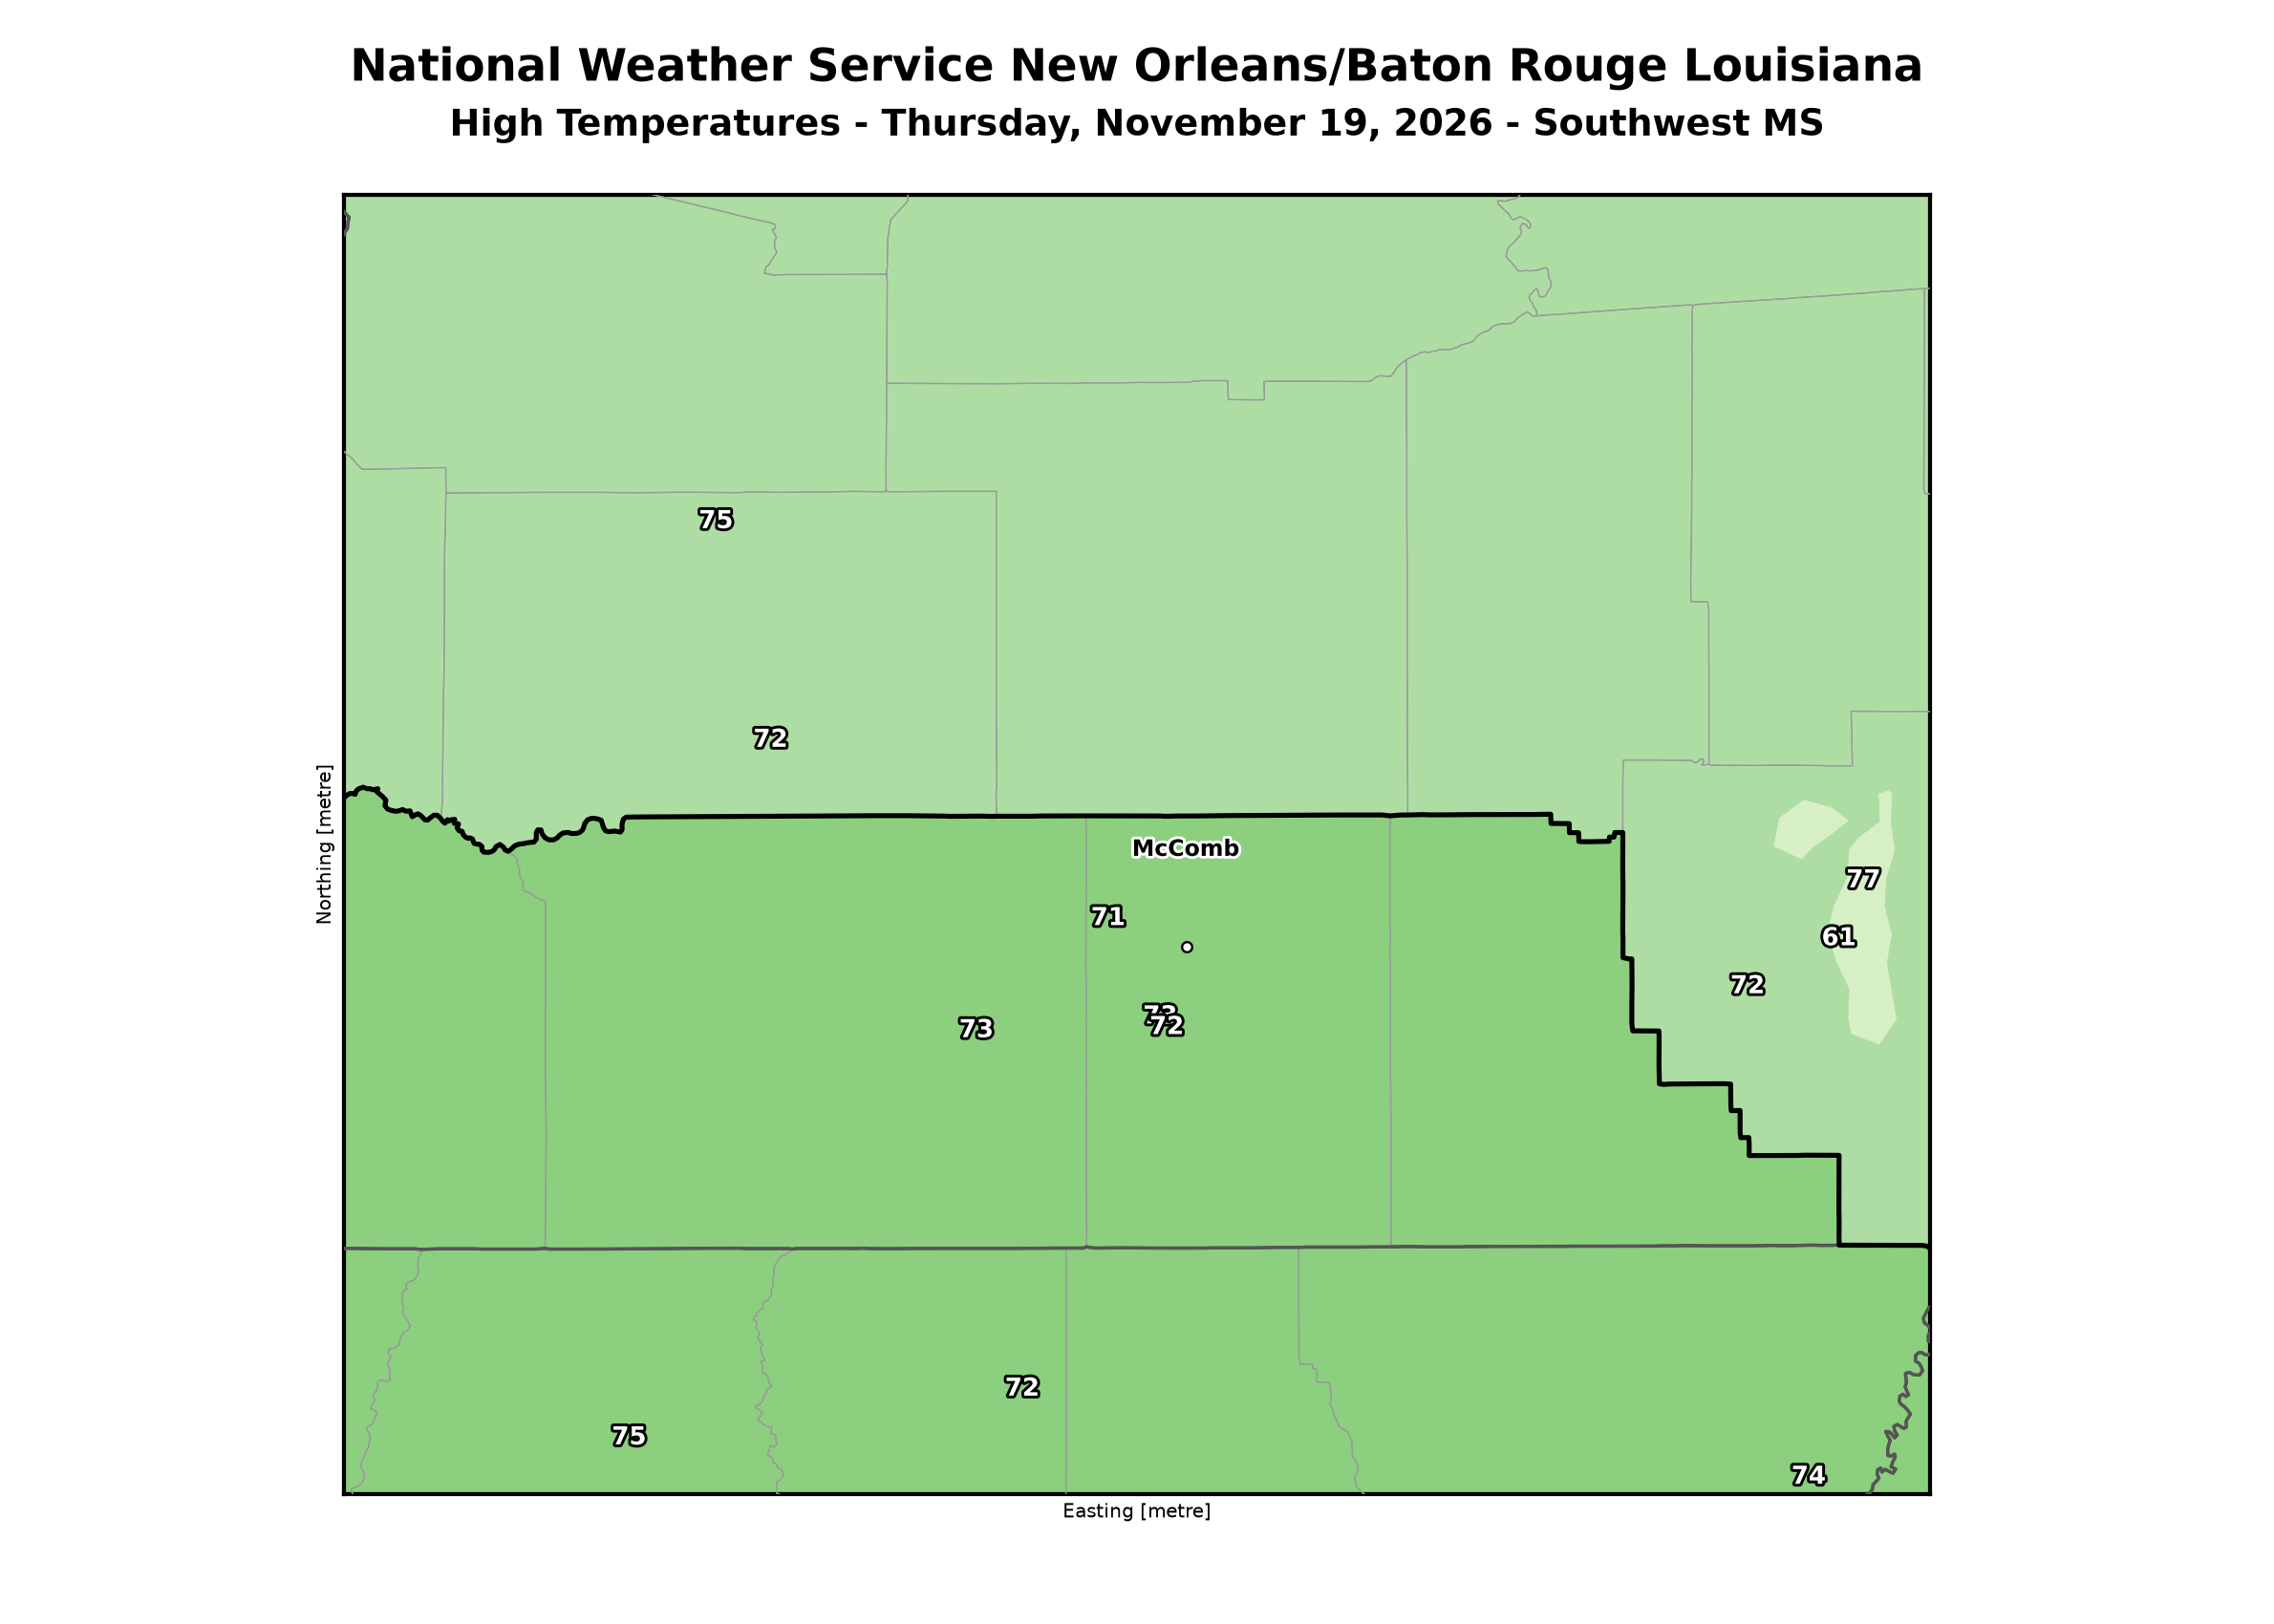 National Weather Service New Orleans/Baton Rouge Louisiana
High Temperatures - Thursday, November 19, 2026 - Southwest MS
75
72
McComb
77
71
61
72
73
72
73
72
75
74
Northing [metre]
Easting [metre]